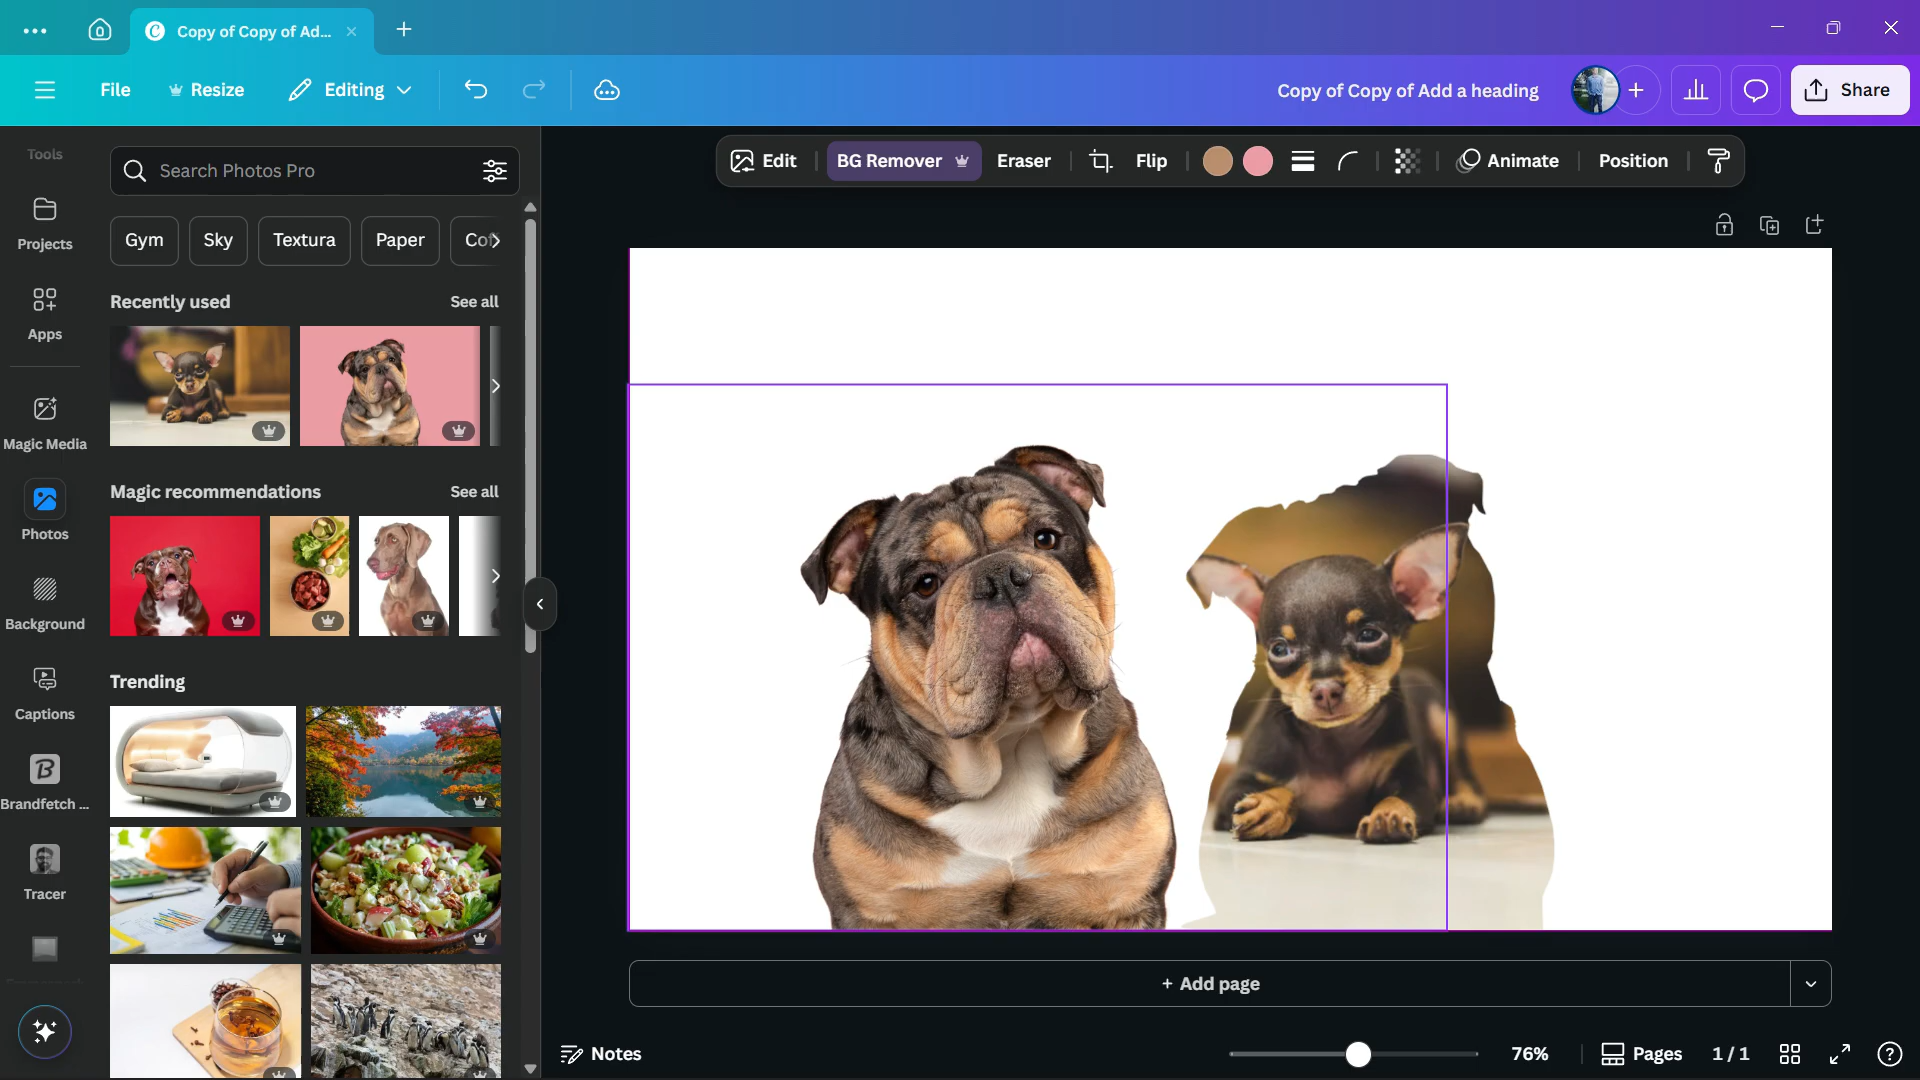 Copy of Copy of Ad...
File
Resize
Editing
Copy of Copy of Add a heading
Share
Tools
Projects
Apps
Magic Media
Photos
Background
Captions
Brandfetch ...
Tracer
Search Photos Pro
Gym
Sky
Textura
Paper
Recently used
See all
Magic recommendations
See all
Trending
Edit
BG Remover
Eraser
Flip
Animate
Position
+ Add page
Notes
76%
Pages
1 / 1